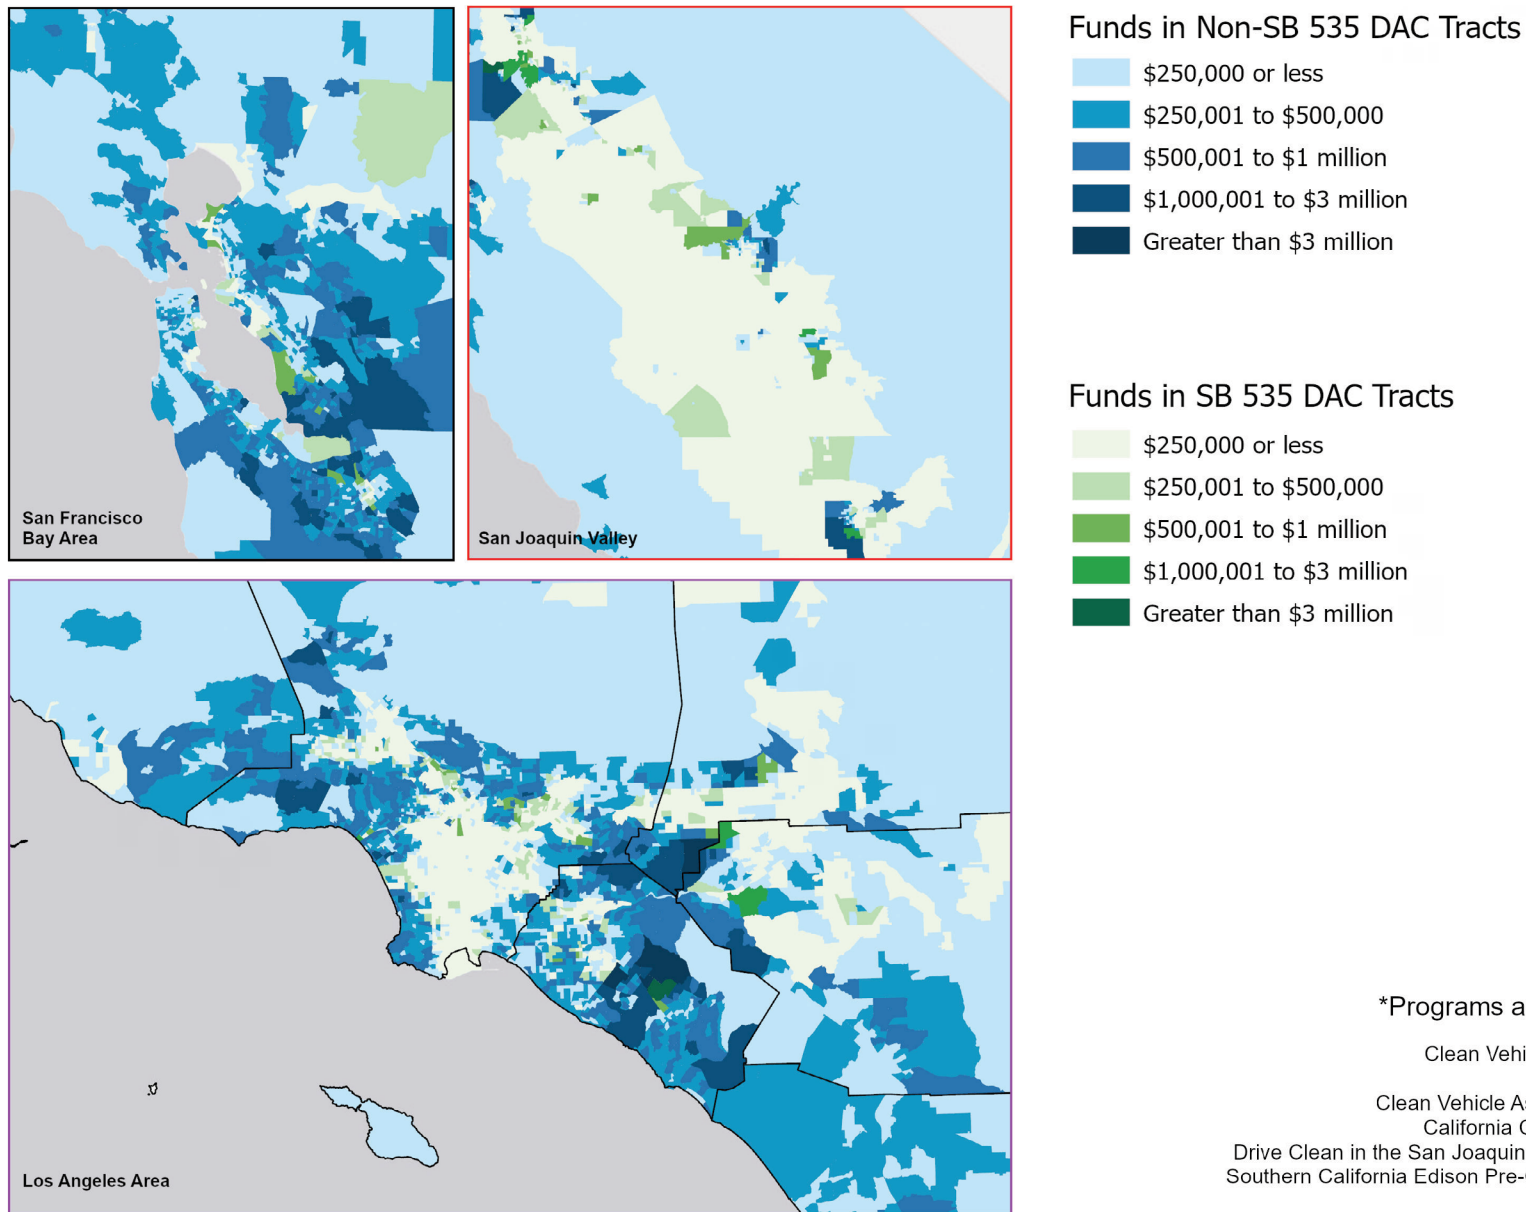 Funds in Non-SB 535 DAC Tracts
$250,000 or less
$250,001 to $500,000
$500,001 to $1 million
$1,000,001 to $3 million
Greater than $3 million
Funds in SB 535 DAC Tracts
$250,000 or less
$250,001 to $500,000
$500,001 to $1 million
$1,000,001 to $3 million
Greater than $3 million
San Francisco
Bay Area
San Joaquin Valley
Los Angeles Area
*Programs a
Clean Vehi
Clean Vehicle As
California
Drive Clean in the San Joaquin
Southern California Edison Pre-